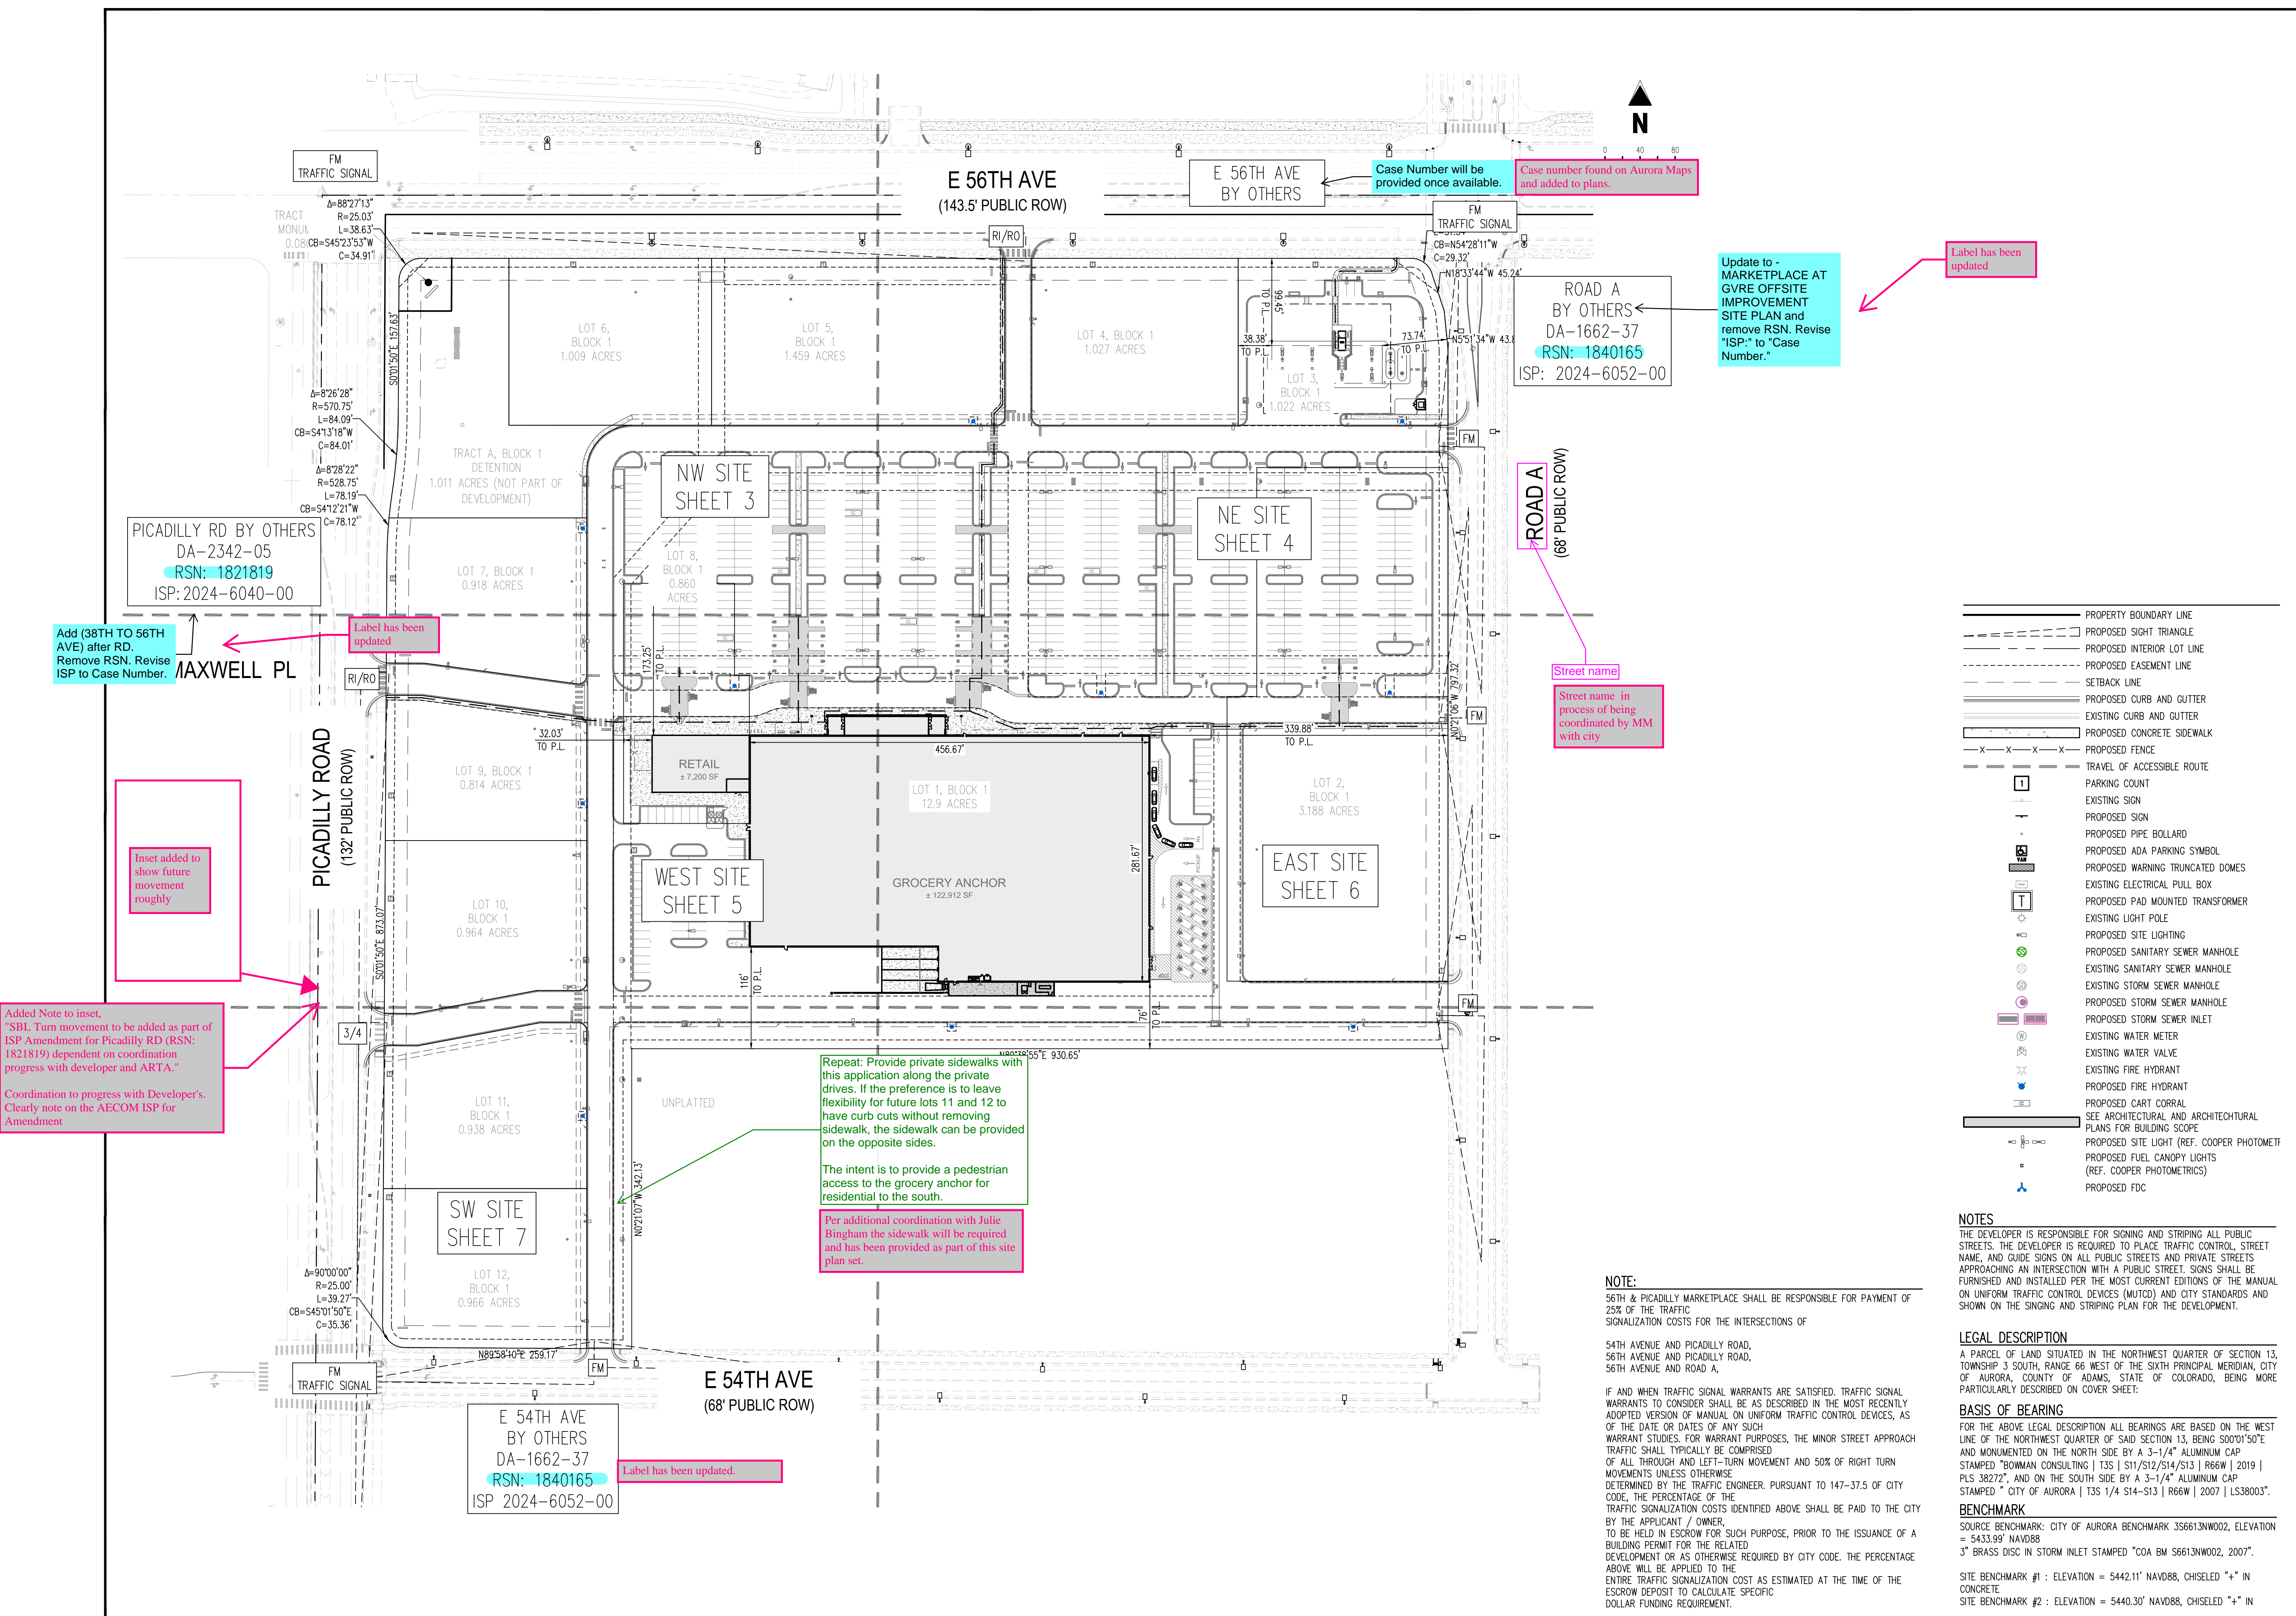 N
0 40 80
FM
TRAFFIC SIGNAL
E 56TH AVE
(143.5' PUBLIC ROW)
E 56TH AVE
BY OTHERS
Case Number will be
provided once available.
Case number found on Aurora Maps
and added to plans.
FM
TRAFFIC SIGNAL
CB=N54°28'11"W
C=29.32'
N18°33'44"W 45.24'
Δ=88°27'13"
R=25.03'
L=38.63'
CB=S45°23'53"W
C=34.91'
TRACT
RI/RO
Update to -
MARKETPLACE AT
GVRE OFFSITE
IMPROVEMENT
SITE PLAN and
remove RSN. Revise
"ISP:" to "Case
Number."
Label has been
updated
ROAD A
BY OTHERS
DA-1662-37
RSN: 1840165
ISP: 2024-6052-00
S0°01'50"E 157.63'
LOT 6,
BLOCK 1
1.009 ACRES
LOT 5,
BLOCK 1
1.459 ACRES
LOT 4, BLOCK 1
1.027 ACRES
99.45'
TO P.L.
38.38'
TO P.L.
73.74'
TO P.L.
LOT 3,
BLOCK 1
1.022 ACRES
Δ=8°26'28"
R=570.75'
L=84.09'
CB=S4°13'18"W
C=84.01'
Δ=8°28'22"
R=528.75'
L=78.19'
CB=S4°12'21"W
C=78.12'
TRACT A, BLOCK 1
DETENTION
1.011 ACRES (NOT PART OF
DEVELOPMENT)
NW SITE
SHEET 3
NE SITE
SHEET 4
FM
ROAD A
(68' PUBLIC ROW)
PICADILLY RD BY OTHERS
DA-2342-05
RSN: 1821819
ISP: 2024-6040-00
LOT 7, BLOCK 1
0.918 ACRES
LOT 8,
BLOCK 1
0.860
ACRES
Add (38TH TO 56TH
AVE) after RD.
Remove RSN. Revise
ISP to Case Number.
Label has been
updated
MAXWELL PL
RI/RO
173.25'
TO P.L.
N0°21'06"W 797.32'
Street name
Street name in
process of being
coordinated by MM
with city
FM
32.03'
TO P.L.
456.67'
339.88'
TO P.L.
PICADILLY ROAD
(132' PUBLIC ROW)
RETAIL
± 7,200 SF
LOT 9, BLOCK 1
0.814 ACRES
LOT 1, BLOCK 1
12.9 ACRES
LOT 2,
BLOCK 1
3.188 ACRES
Inset added to
show future
movement
roughly
281.67'
PICKUP
WEST SITE
SHEET 5
GROCERY ANCHOR
± 122,912 SF
EAST SITE
SHEET 6
LOT 10,
BLOCK 1
0.964 ACRES
S0°01'50"E 873.07'
116'
TO P.L.
76'
TO P.L.
FM
Added Note to inset,
"SBL Turn movement to be added as part of
ISP Amendment for Picadilly RD (RSN:
1821819) dependent on coordination
progress with developer and ARTA."
Coordination to progress with Developer's.
Clearly note on the AECOM ISP for
Amendment
3/4
930.65'
Repeat: Provide private sidewalks with
this application along the private
drives. If the preference is to leave
flexibility for future lots 11 and 12 to
have curb cuts without removing
sidewalk, the sidewalk can be provided
on the opposite sides.
The intent is to provide a pedestrian
access to the grocery anchor for
residential to the south.
Per additional coordination with Julie
Bingham the sidewalk will be required
and has been provided as part of this site
plan set.
LOT 11,
BLOCK 1
0.938 ACRES
UNPLATTED
N0°21'07"W 342.13'
SW SITE
SHEET 7
LOT 12,
BLOCK 1
0.966 ACRES
Δ=90°00'00"
R=25.00'
L=39.27'
CB=S45°01'50"E
C=35.36'
N89°58'10"E 259.17'
FM
TRAFFIC SIGNAL
FM
E 54TH AVE
(68' PUBLIC ROW)
E 54TH AVE
BY OTHERS
DA-1662-37
RSN: 1840165
ISP 2024-6052-00
Label has been updated.
PROPERTY BOUNDARY LINE
PROPOSED SIGHT TRIANGLE
PROPOSED INTERIOR LOT LINE
PROPOSED EASEMENT LINE
SETBACK LINE
PROPOSED CURB AND GUTTER
EXISTING CURB AND GUTTER
PROPOSED CONCRETE SIDEWALK
X X X X PROPOSED FENCE
TRAVEL OF ACCESSIBLE ROUTE
1 PARKING COUNT
EXISTING SIGN
PROPOSED SIGN
PROPOSED PIPE BOLLARD
VAN PROPOSED ADA PARKING SYMBOL
PROPOSED WARNING TRUNCATED DOMES
EXISTING ELECTRICAL PULL BOX
T PROPOSED PAD MOUNTED TRANSFORMER
EXISTING LIGHT POLE
PROPOSED SITE LIGHTING
PROPOSED SANITARY SEWER MANHOLE
EXISTING SANITARY SEWER MANHOLE
EXISTING STORM SEWER MANHOLE
PROPOSED STORM SEWER MANHOLE
PROPOSED STORM SEWER INLET
EXISTING WATER METER
EXISTING WATER VALVE
EXISTING FIRE HYDRANT
PROPOSED FIRE HYDRANT
PROPOSED CART CORRAL
SEE ARCHITECTURAL AND ARCHITECHTURAL
PLANS FOR BUILDING SCOPE
PROPOSED SITE LIGHT (REF. COOPER PHOTOMETR
PROPOSED FUEL CANOPY LIGHTS
(REF. COOPER PHOTOMETRICS)
PROPOSED FDC
NOTES
THE DEVELOPER IS RESPONSIBLE FOR SIGNING AND STRIPING ALL PUBLIC
STREETS. THE DEVELOPER IS REQUIRED TO PLACE TRAFFIC CONTROL, STREET
NAME, AND GUIDE SIGNS ON ALL PUBLIC STREETS AND PRIVATE STREETS
APPROACHING AN INTERSECTION WITH A PUBLIC STREET. SIGNS SHALL BE
FURNISHED AND INSTALLED PER THE MOST CURRENT EDITIONS OF THE MANUAL
ON UNIFORM TRAFFIC CONTROL DEVICES (MUTCD) AND CITY STANDARDS AND
SHOWN ON THE SINGING AND STRIPING PLAN FOR THE DEVELOPMENT.
LEGAL DESCRIPTION
A PARCEL OF LAND SITUATED IN THE NORTHWEST QUARTER OF SECTION 13,
TOWNSHIP 3 SOUTH, RANGE 66 WEST OF THE SIXTH PRINCIPAL MERIDIAN, CITY
OF AURORA, COUNTY OF ADAMS, STATE OF COLORADO, BEING MORE
PARTICULARLY DESCRIBED ON COVER SHEET:
BASIS OF BEARING
FOR THE ABOVE LEGAL DESCRIPTION ALL BEARINGS ARE BASED ON THE WEST
LINE OF THE NORTHWEST QUARTER OF SAID SECTION 13, BEING S00°01'50"E
AND MONUMENTED ON THE NORTH SIDE BY A 3-1/4" ALUMINUM CAP
STAMPED "BOWMAN CONSULTING | T3S | S11/S12/S14/S13 | R66W | 2019 |
PLS 38272", AND ON THE SOUTH SIDE BY A 3-1/4" ALUMINUM CAP
STAMPED " CITY OF AURORA | T3S 1/4 S14-S13 | R66W | 2007 | LS38003".
BENCHMARK
SOURCE BENCHMARK: CITY OF AURORA BENCHMARK 3S6613NW002, ELEVATION
= 5433.99' NAVD88
3" BRASS DISC IN STORM INLET STAMPED "COA BM S6613NW002, 2007".
SITE BENCHMARK #1 : ELEVATION = 5442.11' NAVD88, CHISELED "+" IN
CONCRETE
SITE BENCHMARK #2 : ELEVATION = 5440.30' NAVD88, CHISELED "+" IN
NOTE:
56TH & PICADILLY MARKETPLACE SHALL BE RESPONSIBLE FOR PAYMENT OF
25% OF THE TRAFFIC
SIGNALIZATION COSTS FOR THE INTERSECTIONS OF
54TH AVENUE AND PICADILLY ROAD,
56TH AVENUE AND PICADILLY ROAD,
56TH AVENUE AND ROAD A,
IF AND WHEN TRAFFIC SIGNAL WARRANTS ARE SATISFIED. TRAFFIC SIGNAL
WARRANTS TO CONSIDER SHALL BE AS DESCRIBED IN THE MOST RECENTLY
ADOPTED VERSION OF MANUAL ON UNIFORM TRAFFIC CONTROL DEVICES, AS
OF THE DATE OR DATES OF ANY SUCH
WARRANT STUDIES. FOR WARRANT PURPOSES, THE MINOR STREET APPROACH
TRAFFIC SHALL TYPICALLY BE COMPRISED
OF ALL THROUGH AND LEFT-TURN MOVEMENT AND 50% OF RIGHT TURN
MOVEMENTS UNLESS OTHERWISE
DETERMINED BY THE TRAFFIC ENGINEER. PURSUANT TO 147-37.5 OF CITY
CODE, THE PERCENTAGE OF THE
TRAFFIC SIGNALIZATION COSTS IDENTIFIED ABOVE SHALL BE PAID TO THE CITY
BY THE APPLICANT / OWNER,
TO BE HELD IN ESCROW FOR SUCH PURPOSE, PRIOR TO THE ISSUANCE OF A
BUILDING PERMIT FOR THE RELATED
DEVELOPMENT OR AS OTHERWISE REQUIRED BY CITY CODE. THE PERCENTAGE
ABOVE WILL BE APPLIED TO THE
ENTIRE TRAFFIC SIGNALIZATION COST AS ESTIMATED AT THE TIME OF THE
ESCROW DEPOSIT TO CALCULATE SPECIFIC
DOLLAR FUNDING REQUIREMENT.